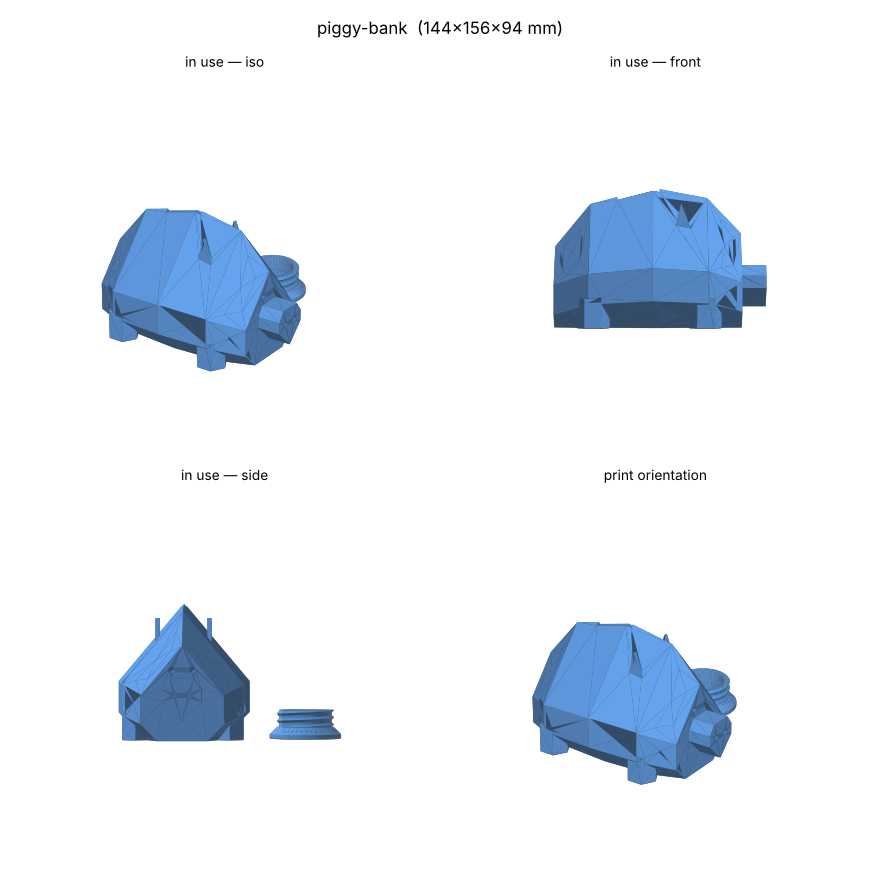 piggy-bank (144×156×94 mm)
in use — iso
in use — front
in use — side
print orientation